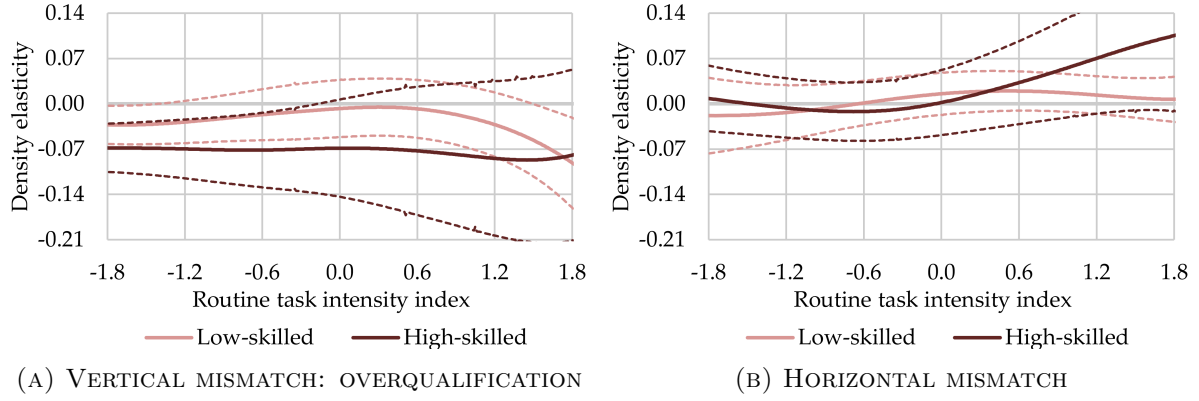 0.14
0.07
0.00
-0.07
-0.14
-0.21
Density elasticity
-1.8 -1.2 -0.6 0.0 0.6 1.2 1.8
Routine task intensity index
Low-skilled High-skilled
(A) Vertical mismatch: overqualification
0.14
0.07
0.00
-0.07
-0.14
-0.21
Density elasticity
-1.8 -1.2 -0.6 0.0 0.6 1.2 1.8
Routine task intensity index
Low-skilled High-skilled
(B) Horizontal mismatch